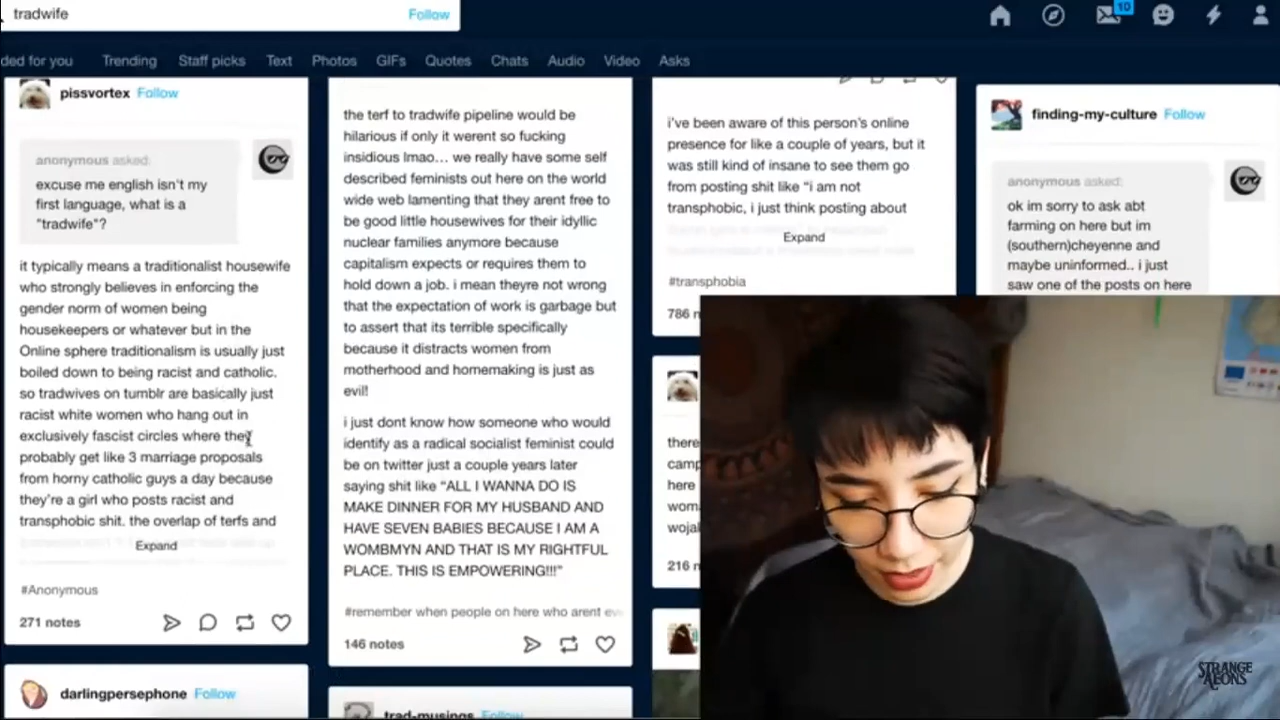 tradwife
Follow
10
ded for you
Trending
Staff picks
Text
Photos
GIFs
Quotes
Chats
Audio
Video
Asks
pissvortex Follow
anonymous asked:
excuse me english isn't my
first language, what is a
"tradwife"?
it typically means a traditionalist housewife
who strongly believes in enforcing the
gender norm of women being
housekeepers or whatever but in the
Online sphere traditionalism is usually just
boiled down to being racist and catholic.
so tradwives on tumblr are basically just
racist white women who hang out in
exclusively fascist circles where they
probably get like 3 marriage proposals
from horny catholic guys a day because
they're a girl who posts racist and
transphobic shit. the overlap of terfs and
Expand
#Anonymous
271 notes
darlingpersephone Follow
the terf to tradwife pipeline would be
hilarious if only it werent so fucking
insidious lmao... we really have some self
described feminists out here on the world
wide web lamenting that they arent free to
be good little housewives for their idyllic
nuclear families anymore because
capitalism expects or requires them to
hold down a job. i mean theyre not wrong
that the expectation of work is garbage but
to assert that its terrible specifically
because it distracts women from
motherhood and homemaking is just as
evil!
i just dont know how someone who would
identify as a radical socialist feminist could
be on twitter just a couple years later
saying shit like “ALL I WANNA DO IS
MAKE DINNER FOR MY HUSBAND AND
HAVE SEVEN BABIES BECAUSE I AM A
WOMBMYN AND THAT IS MY RIGHTFUL
PLACE. THIS IS EMPOWERING!!!”
#remember when people on here who arent
146 notes
trad-musings Follow
i've been aware of this person's online
presence for like a couple of years, but it
was still kind of insane to see them go
from posting shit like “i am not
transphobic, i just think posting about
Expand
#transphobia
786 n
there
camp
here
wom
wojal
216 n
finding-my-culture Follow
anonymous asked:
ok im sorry to ask abt
farming on here but im
(southern)cheyenne and
maybe uninformed.. i just
saw one of the posts on here
STRANGE
ÆONS